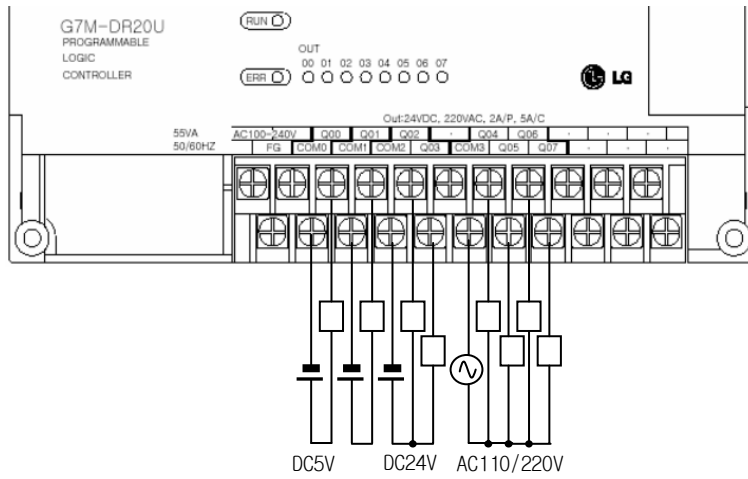 G7M-DR20U
PROGRAMMABLE
LOGIC
CONTROLLER
RUN
ERR
OUT
00 01 02 03 04 05 06 07
LG
Out:24VDC, 220VAC, 2A/P, 5A/C
55VA
50/60HZ
AC100-240V Q00 Q01 Q02 · Q04 Q06 · · · ·
FG COM0 COM1 COM2 Q03 COM3 Q05 Q07 · · ·
DC5V DC24V AC110/220V